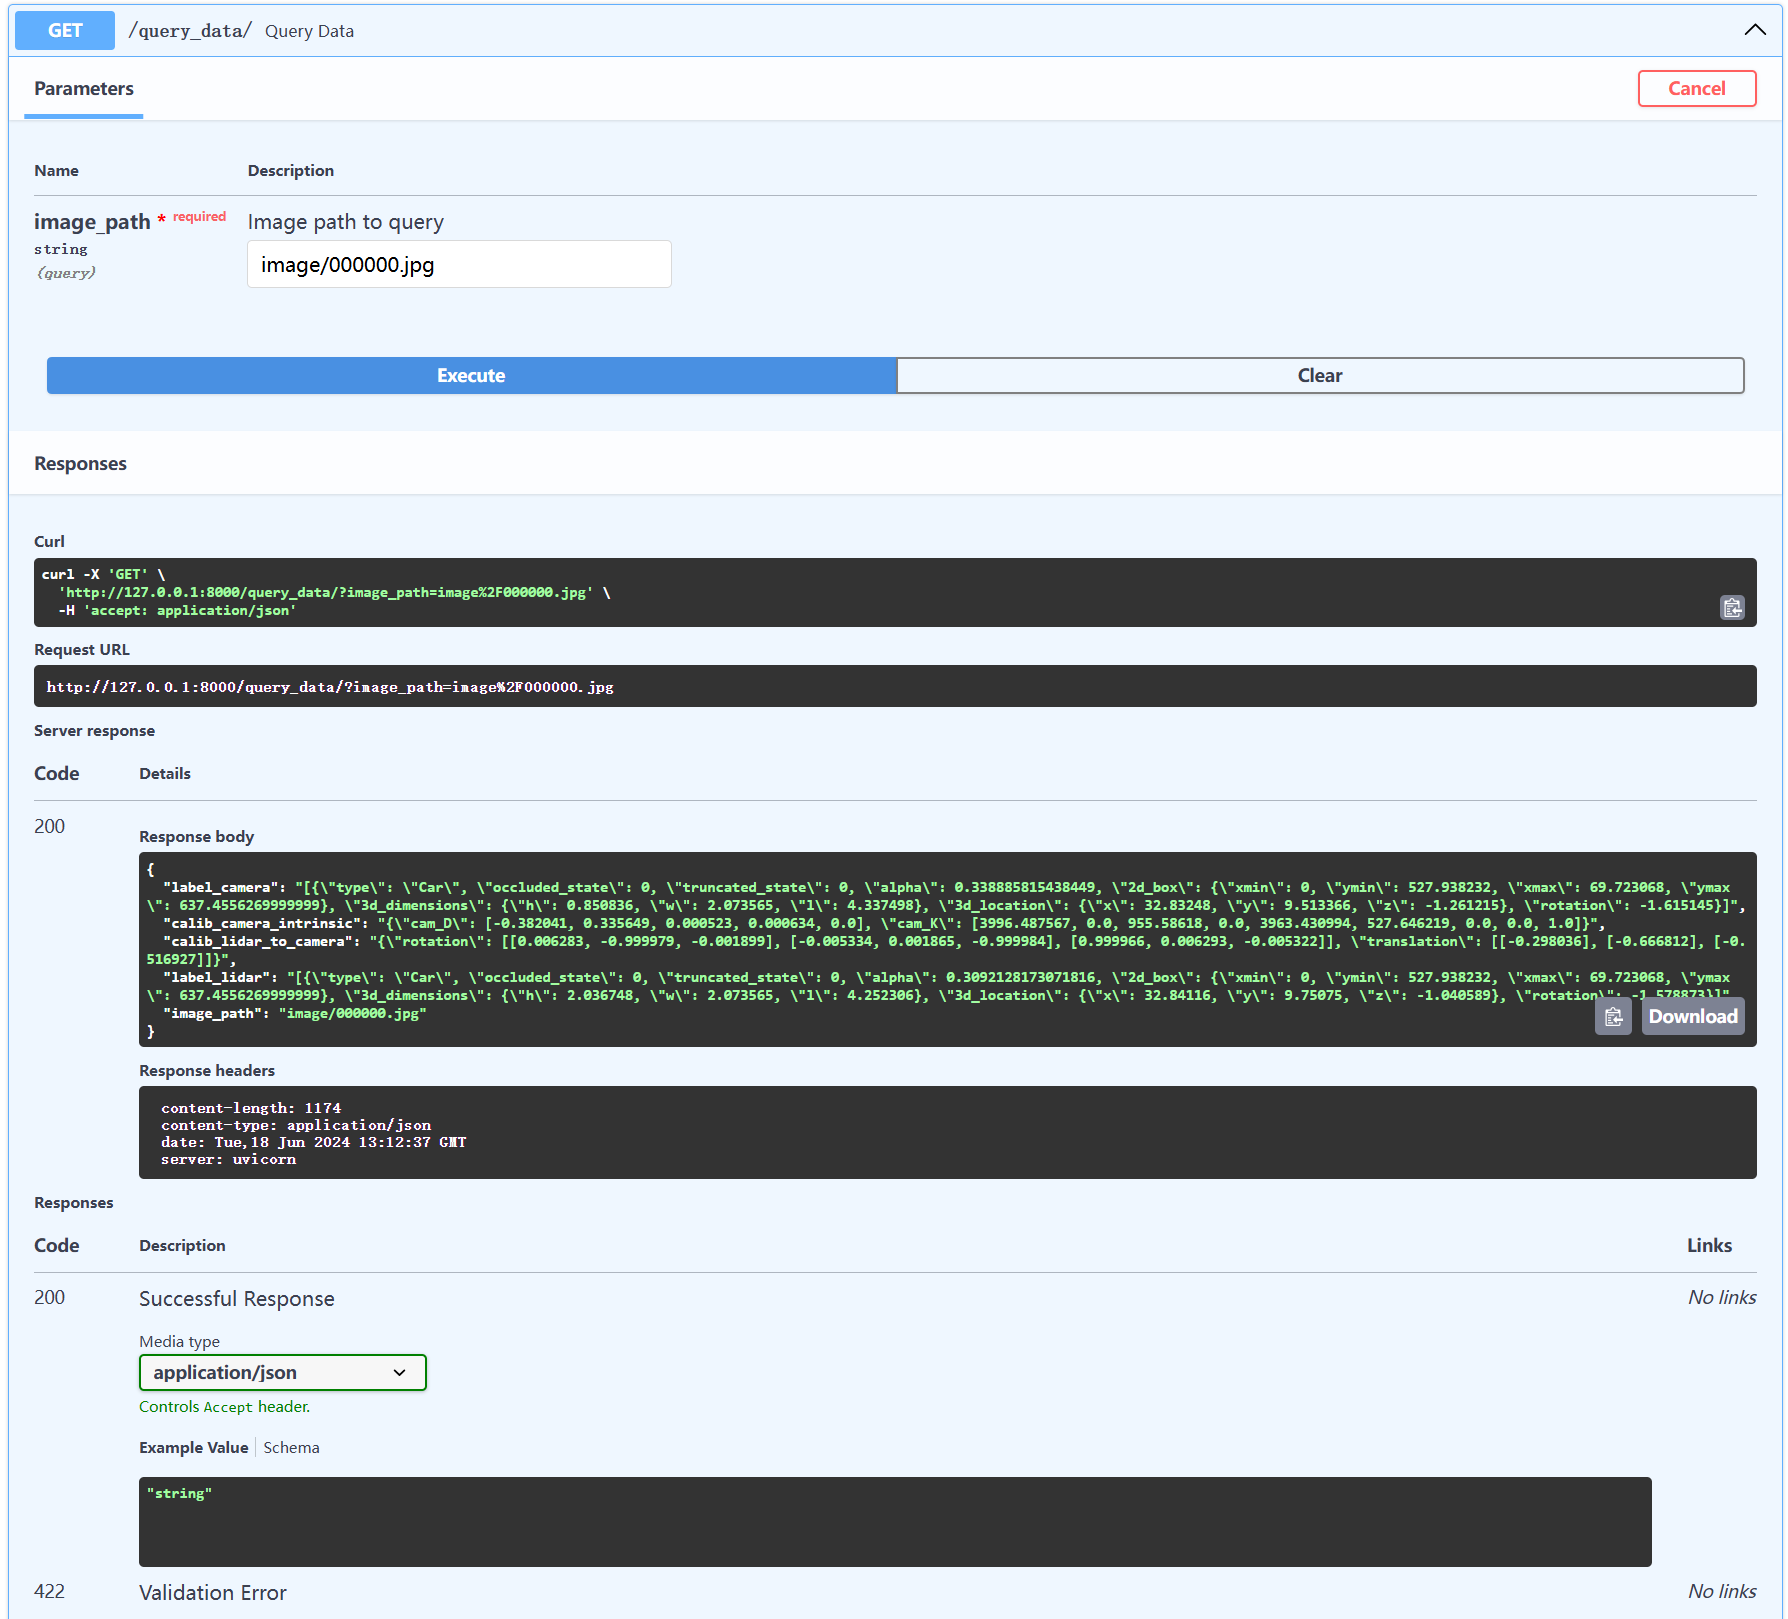 GET /query_data/ Query Data
Parameters
Cancel
Name Description
image_path * required Image path to query
string
(query)
image/000000.jpg
Execute Clear
Responses
Curl
curl -X 'GET' \
'http://127.0.0.1:8000/query_data/?image_path=image%2F000000.jpg' \
-H 'accept: application/json'
Request URL
http://127.0.0.1:8000/query_data/?image_path=image%2F000000.jpg
Server response
Code Details
200
Response body
{
"label_camera": "[{\"type\": \"Car\", \"occluded_state\": 0, \"truncated_state\": 0, \"alpha\": 0.338885815438449, \"2d_box\": {\"xmin\": 0, \"ymin\": 527.938232, \"xmax\": 69.723068, \"ymax
\": 637.4556269999999}, \"3d_dimensions\": {\"h\": 0.850836, \"w\": 2.073565, \"l\": 4.337498}, \"3d_location\": {\"x\": 32.83248, \"y\": 9.513366, \"z\": -1.261215}, \"rotation\": -1.615145}]",
"calib_camera_intrinsic": "{\"cam_D\": [-0.382041, 0.335649, 0.000523, 0.000634, 0.0], \"cam_K\": [3996.487567, 0.0, 955.58618, 0.0, 3963.430994, 527.646219, 0.0, 0.0, 1.0]}",
"calib_lidar_to_camera": "{\"rotation\": [[0.006283, -0.999979, -0.001899], [-0.005334, 0.001865, -0.999984], [0.999966, 0.006293, -0.005322]], \"translation\": [[-0.298036], [-0.666812], [-0.
516927]]}",
"label_lidar": "[{\"type\": \"Car\", \"occluded_state\": 0, \"truncated_state\": 0, \"alpha\": 0.3092128173071816, \"2d_box\": {\"xmin\": 0, \"ymin\": 527.938232, \"xmax\": 69.723068, \"ymax
\": 637.4556269999999}, \"3d_dimensions\": {\"h\": 2.036748, \"w\": 2.073565, \"l\": 4.252306}, \"3d_location\": {\"x\": 32.84116, \"y\": 9.75075, \"z\": -1.040589}, \"rotation\": -1.578873}]"
"image_path": "image/000000.jpg"
}
Download
Response headers
content-length: 1174
content-type: application/json
date: Tue,18 Jun 2024 13:12:37 GMT
server: uvicorn
Responses
Code Description Links
200 Successful Response No links
Media type
application/json
Controls Accept header.
Example Value Schema
"string"
422 Validation Error No links